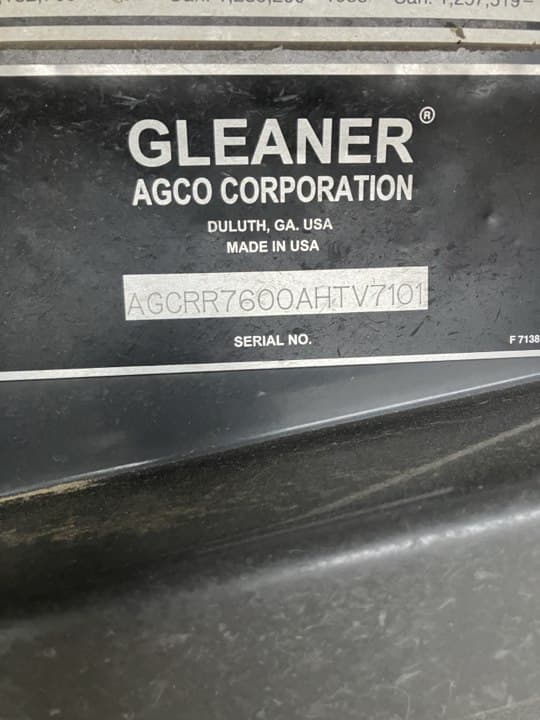 GLEANER®
AGCO CORPORATION
DULUTH, GA. USA
MADE IN USA
AGCRR7600AHTV7101
SERIAL NO.
F 7138